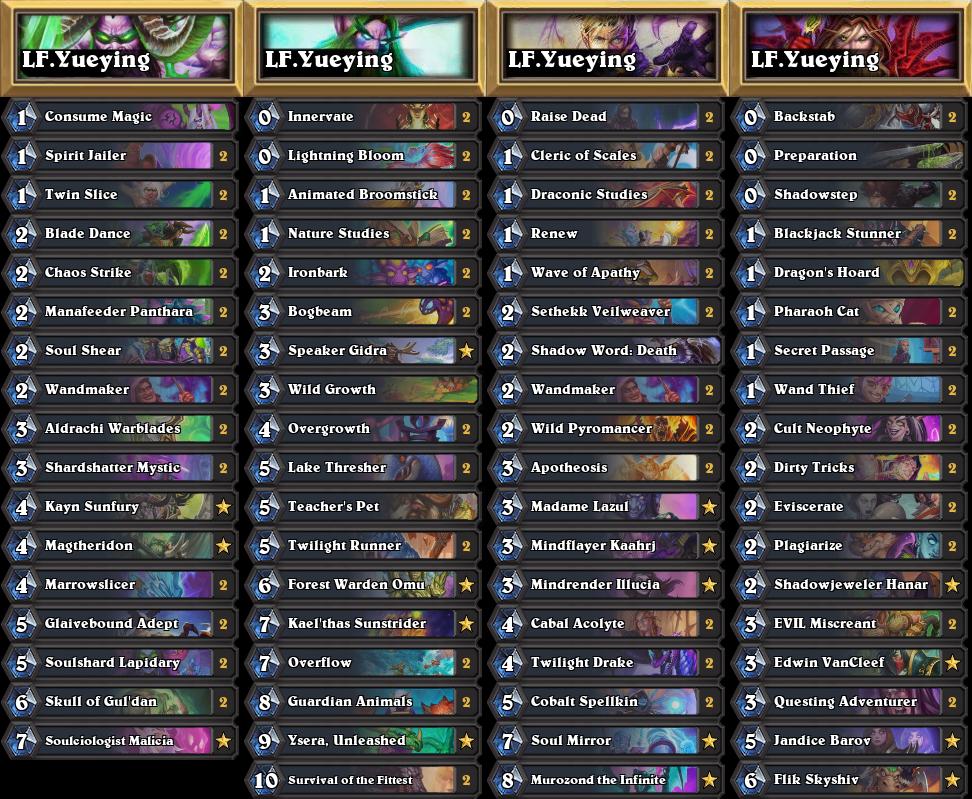 LF.Yueying
1 Consume Magic
1 Spirit Jailer 2
1 Twin Slice 2
2 Blade Dance 2
2 Chaos Strike 2
2 Manafeeder Panthara 2
2 Soul Shear 2
2 Wandmaker 2
3 Aldrachi Warblades 2
3 Shardshatter Mystic 2
4 Kayn Sunfury
4 Magtheridon
4 Marrowslicer 2
5 Glaivebound Adept 2
5 Soulshard Lapidary 2
6 Skull of Gul'dan 2
7 Soulciologist Malicia
LF.Yueying
0 Innervate 2
0 Lightning Bloom 2
1 Animated Broomstick 2
1 Nature Studies 2
2 Ironbark 2
3 Bogbeam 2
3 Speaker Gidra
3 Wild Growth
4 Overgrowth 2
5 Lake Thresher 2
5 Teacher's Pet
5 Twilight Runner 2
6 Forest Warden Omu
7 Kael'thas Sunstrider
7 Overflow 2
8 Guardian Animals 2
9 Ysera, Unleashed
10 Survival of the Fittest 2
LF.Yueying
0 Raise Dead 2
1 Cleric of Scales 2
1 Draconic Studies 2
1 Renew 2
1 Wave of Apathy 2
2 Sethekk Veilweaver 2
2 Shadow Word: Death
2 Wandmaker 2
2 Wild Pyromancer 2
3 Apotheosis 2
3 Madame Lazul
3 Mindflayer Kaahrj
3 Mindrender Illucia
4 Cabal Acolyte 2
4 Twilight Drake 2
5 Cobalt Spellkin 2
7 Soul Mirror
8 Murozond the Infinite
LF.Yueying
0 Backstab 2
0 Preparation 2
0 Shadowstep 2
1 Blackjack Stunner 2
1 Dragon's Hoard
1 Pharaoh Cat 2
1 Secret Passage 2
1 Wand Thief 2
2 Cult Neophyte 2
2 Dirty Tricks 2
2 Eviscerate 2
2 Plagiarize 2
2 Shadowjeweler Hanar
3 EVIL Miscreant 2
3 Edwin VanCleef
3 Questing Adventurer 2
5 Jandice Barov
6 Flik Skyshiv